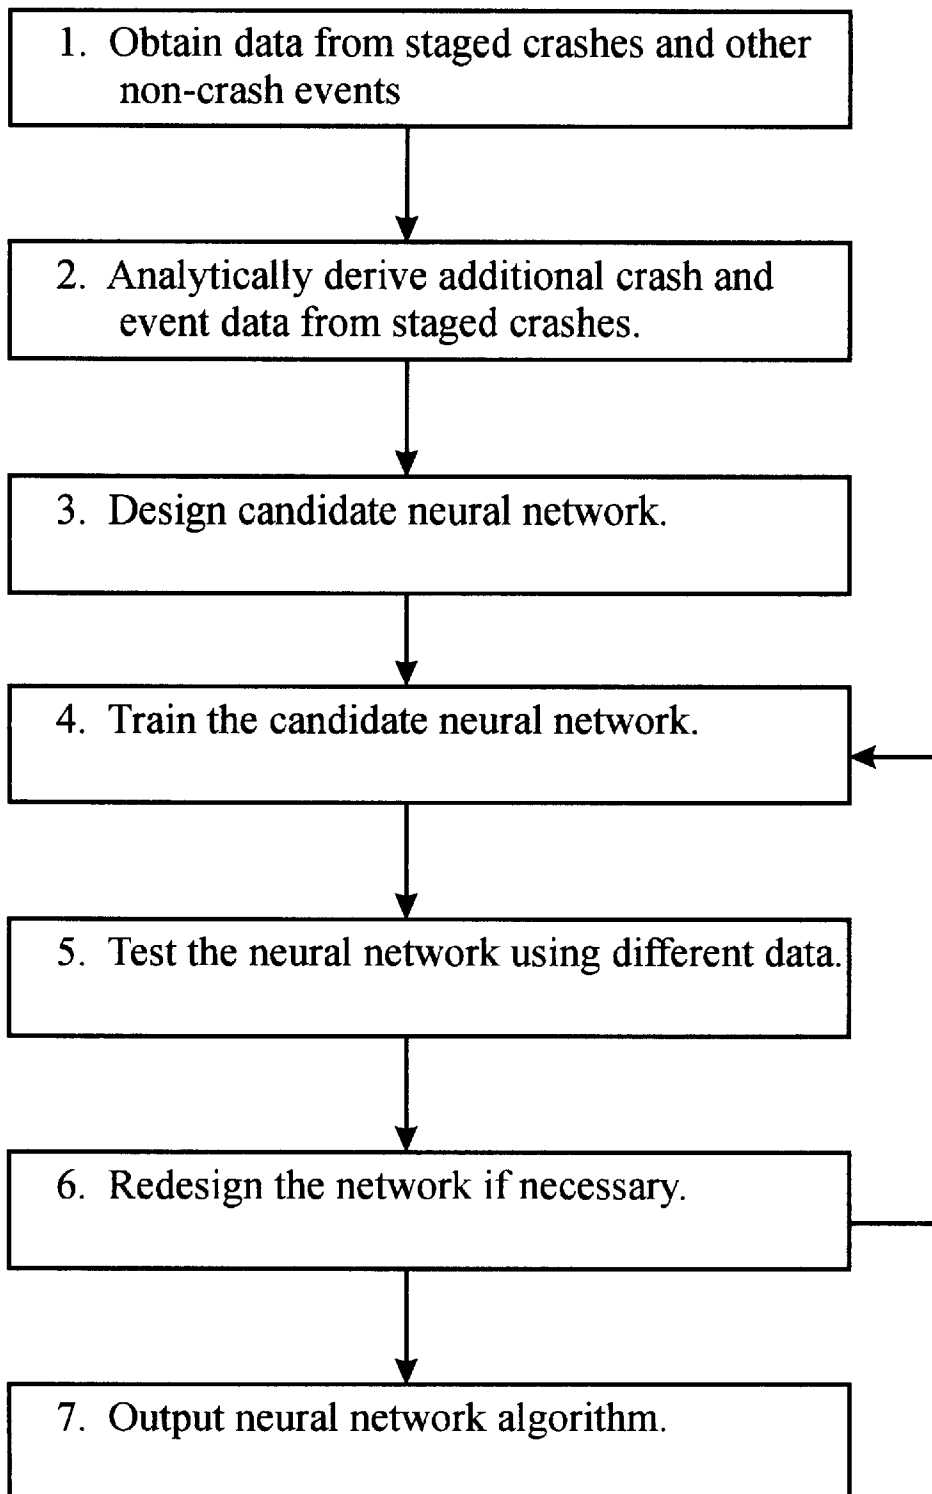 1. Obtain data from staged crashes and other
non-crash events
2. Analytically derive additional crash and
event data from staged crashes.
3. Design candidate neural network.
4. Train the candidate neural network.
5. Test the neural network using different data.
6. Redesign the network if necessary.
7. Output neural network algorithm.